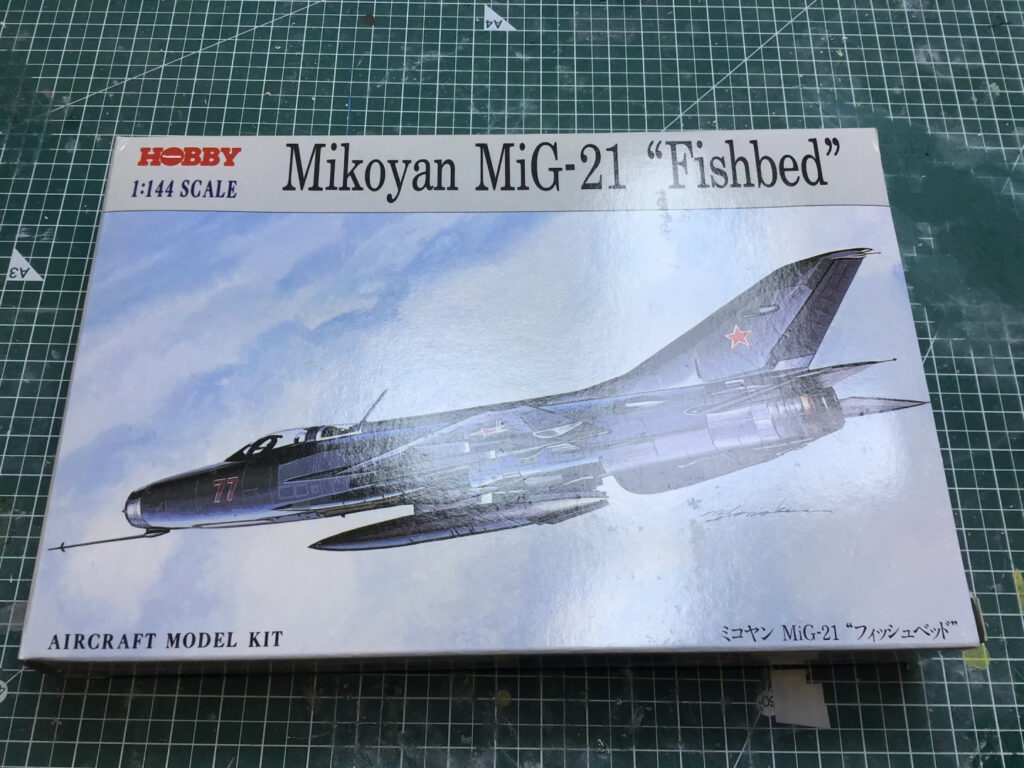 A4
A3
HOBBY
1:144 SCALE
Mikoyan MiG-21 “Fishbed”
77
AIRCRAFT MODEL KIT
ミコヤン MiG-21 “フィッシュベッド”